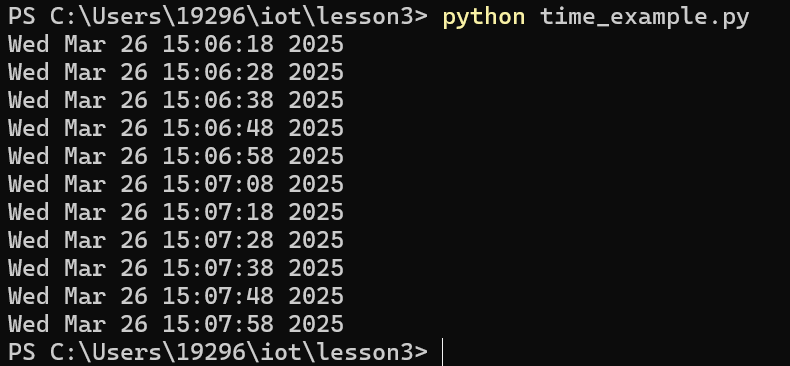 PS C:\Users\19296\iot\lesson3> python time_example.py
Wed Mar 26 15:06:18 2025
Wed Mar 26 15:06:28 2025
Wed Mar 26 15:06:38 2025
Wed Mar 26 15:06:48 2025
Wed Mar 26 15:06:58 2025
Wed Mar 26 15:07:08 2025
Wed Mar 26 15:07:18 2025
Wed Mar 26 15:07:28 2025
Wed Mar 26 15:07:38 2025
Wed Mar 26 15:07:48 2025
Wed Mar 26 15:07:58 2025
PS C:\Users\19296\iot\lesson3>